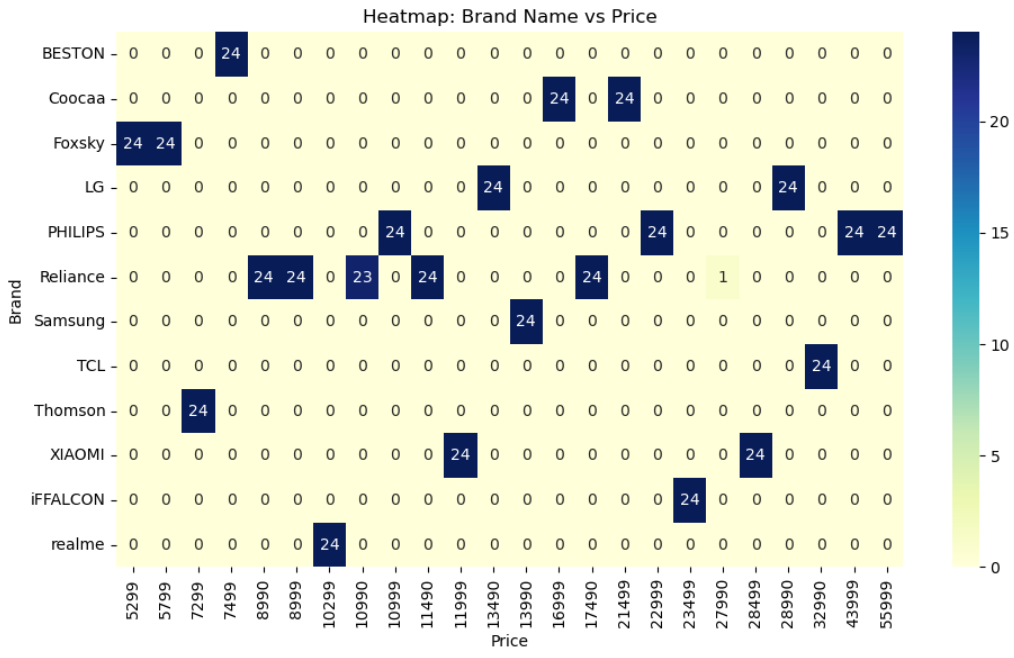 Heatmap: Brand Name vs Price
BESTON 0 0 0 24 0 0 0 0 0 0 0 0 0 0 0 0 0 0 0 0 0 0 0 0
Coocaa 0 0 0 0 0 0 0 0 0 0 0 0 0 24 0 24 0 0 0 0 0 0 0 0
Foxsky 24 24 0 0 0 0 0 0 0 0 0 0 0 0 0 0 0 0 0 0 0 0 0 0
LG 0 0 0 0 0 0 0 0 0 0 0 24 0 0 0 0 0 0 0 0 24 0 0 0
PHILIPS 0 0 0 0 0 0 0 0 24 0 0 0 0 0 0 0 24 0 0 0 0 0 24 24
Reliance 0 0 0 0 24 24 0 23 0 24 0 0 0 0 24 0 0 0 1 0 0 0 0 0
Samsung 0 0 0 0 0 0 0 0 0 0 0 0 24 0 0 0 0 0 0 0 0 0 0 0
TCL 0 0 0 0 0 0 0 0 0 0 0 0 0 0 0 0 0 0 0 0 0 24 0 0
Thomson 0 0 24 0 0 0 0 0 0 0 0 0 0 0 0 0 0 0 0 0 0 0 0 0
XIAOMI 0 0 0 0 0 0 0 0 0 0 24 0 0 0 0 0 0 0 0 24 0 0 0 0
iFFALCON 0 0 0 0 0 0 0 0 0 0 0 0 0 0 0 0 0 24 0 0 0 0 0 0
realme 0 0 0 0 0 0 24 0 0 0 0 0 0 0 0 0 0 0 0 0 0 0 0 0
Brand
5299 5799 7299 7499 8990 8999 10299 10990 10999 11490 11999 13490 13990 16999 17490 21499 22999 23499 27990 28499 28990 32990 43999 55999
Price
20
15
10
5
0